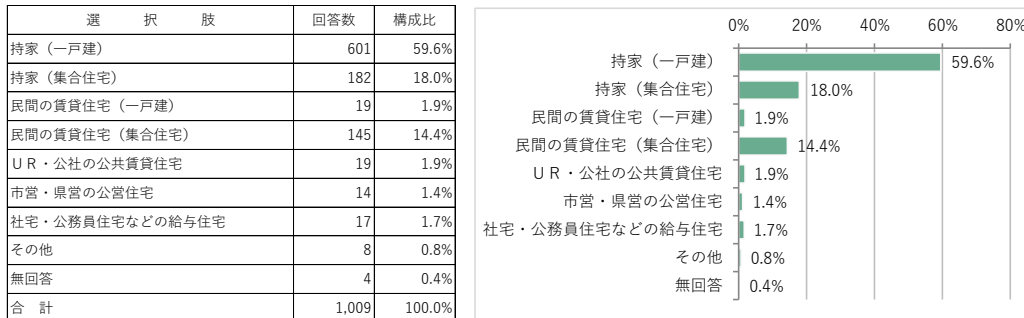 選 択 肢 回答数 構成比
持家（一戸建） 601 59.6%
持家（集合住宅） 182 18.0%
民間の賃貸住宅（一戸建） 19 1.9%
民間の賃貸住宅（集合住宅） 145 14.4%
ＵＲ・公社の公共賃貸住宅 19 1.9%
市営・県営の公営住宅 14 1.4%
社宅・公務員住宅などの給与住宅 17 1.7%
その他 8 0.8%
無回答 4 0.4%
合 計 1,009 100.0%
0% 20% 40% 60% 80%
持家（一戸建） 59.6%
持家（集合住宅） 18.0%
民間の賃貸住宅（一戸建） 1.9%
民間の賃貸住宅（集合住宅） 14.4%
ＵＲ・公社の公共賃貸住宅 1.9%
市営・県営の公営住宅 1.4%
社宅・公務員住宅などの給与住宅 1.7%
その他 0.8%
無回答 0.4%